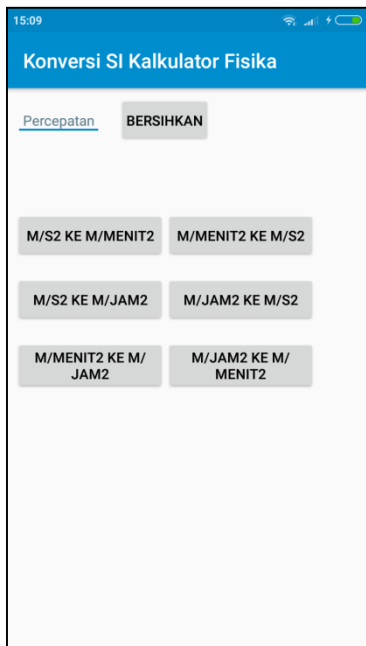 15:09
Konversi SI Kalkulator Fisika
Percepatan
BERSIHKAN
M/S2 KE M/MENIT2
M/MENIT2 KE M/S2
M/S2 KE M/JAM2
M/JAM2 KE M/S2
M/MENIT2 KE M/
JAM2
M/JAM2 KE M/
MENIT2